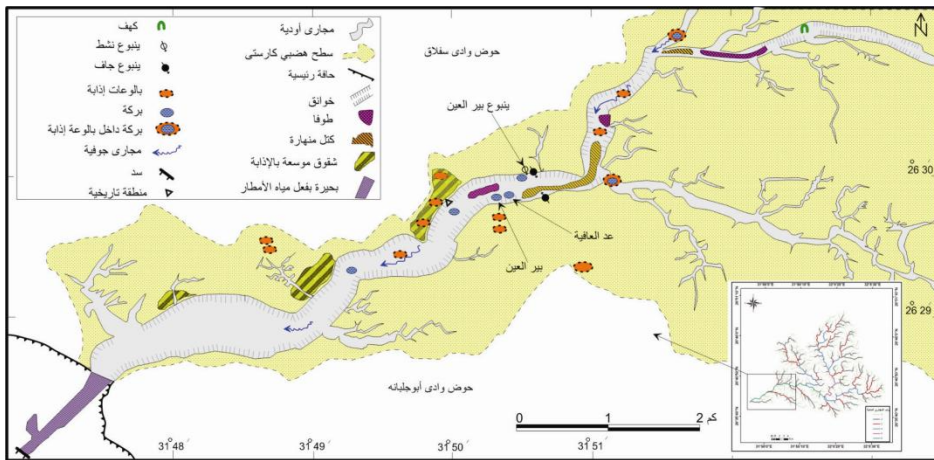 كهف
ينبوع نشط
ينبوع جاف
بالوعات إذابة
بركة
بركة داخل بالوعة إذابة
مجارى جوفية
سد
منطقة تاريخية
مجارى أودية
سطح هضبي كارستى
حافة رئيسية
خوانق
طوفا
كتل منهارة
شقوق موسعة بالإذابة
بحيرة بفعل مياه الأمطار
حوض وادى سفلاق
N
ينبوع بير العين
26 30
عد العافية
بير العين
26 29
حوض وادى أبوجلبانه
0 1 2 كم
31 48
31 49
31 50
31 51